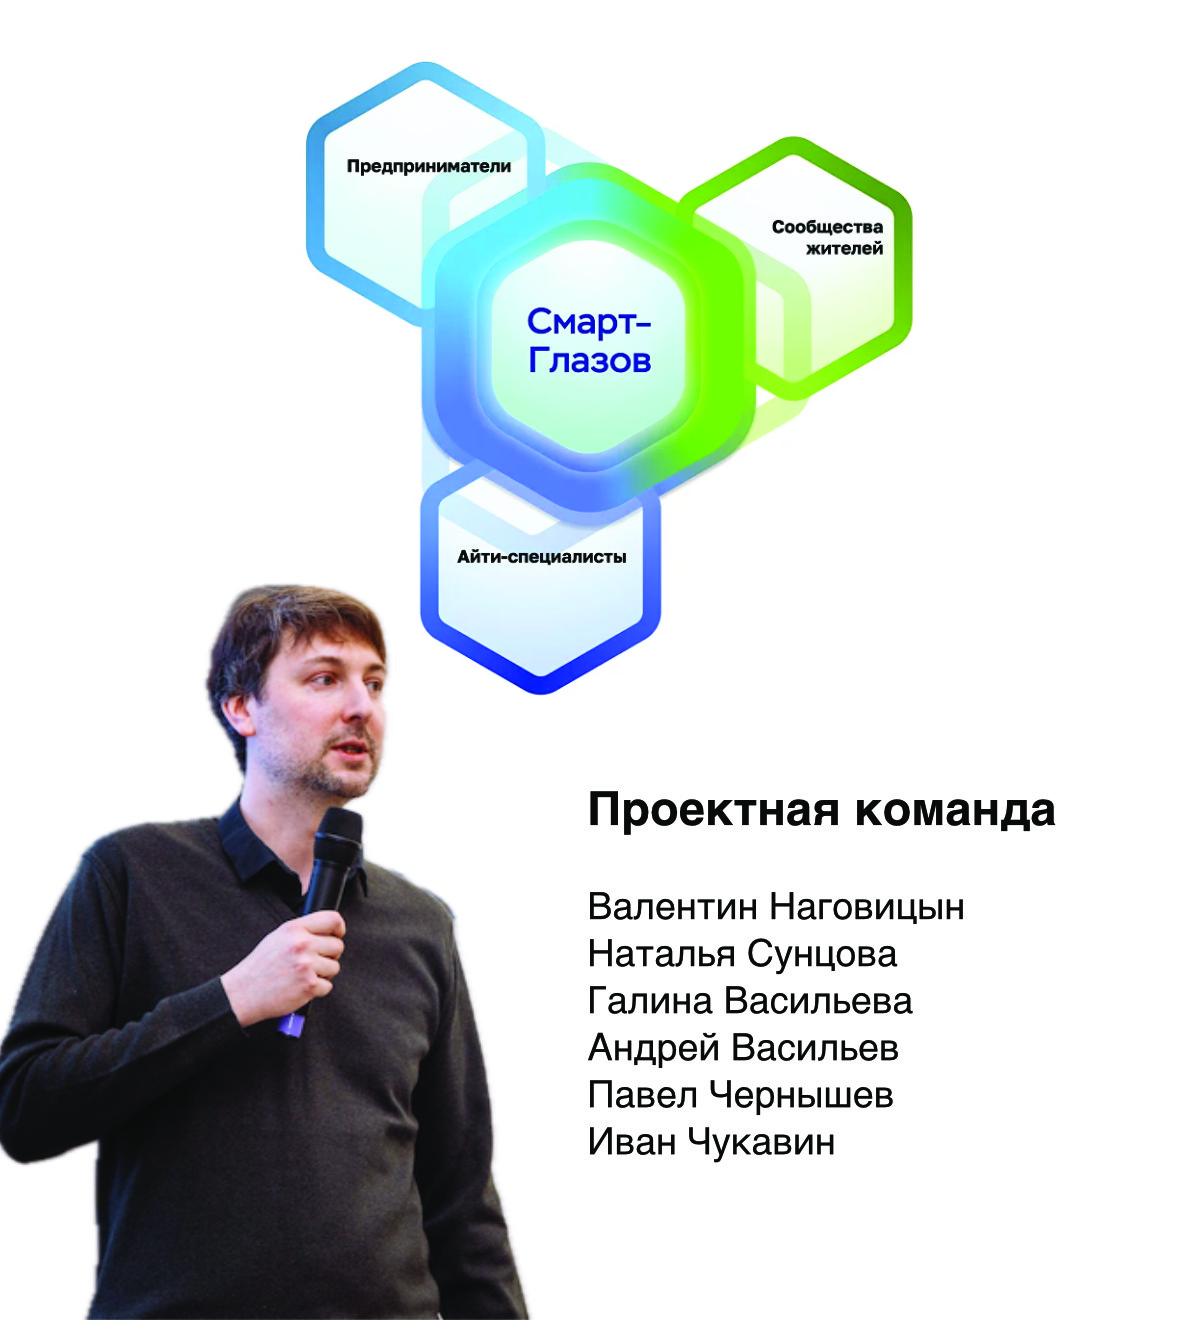 Предприниматели
Сообщества
жителей
Смарт-
Глазов
Айти-специалисты
Проектная команда
Валентин Наговицын
Наталья Сунцова
Галина Васильева
Андрей Васильев
Павел Чернышев
Иван Чукавин